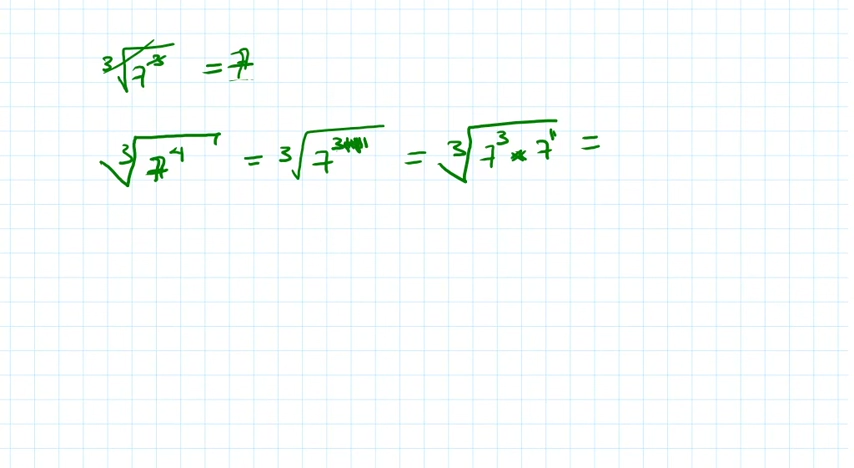 ∛7³ = 7
∛7⁴ = ∛7³⁺¹ = ∛7³ * 7¹ =